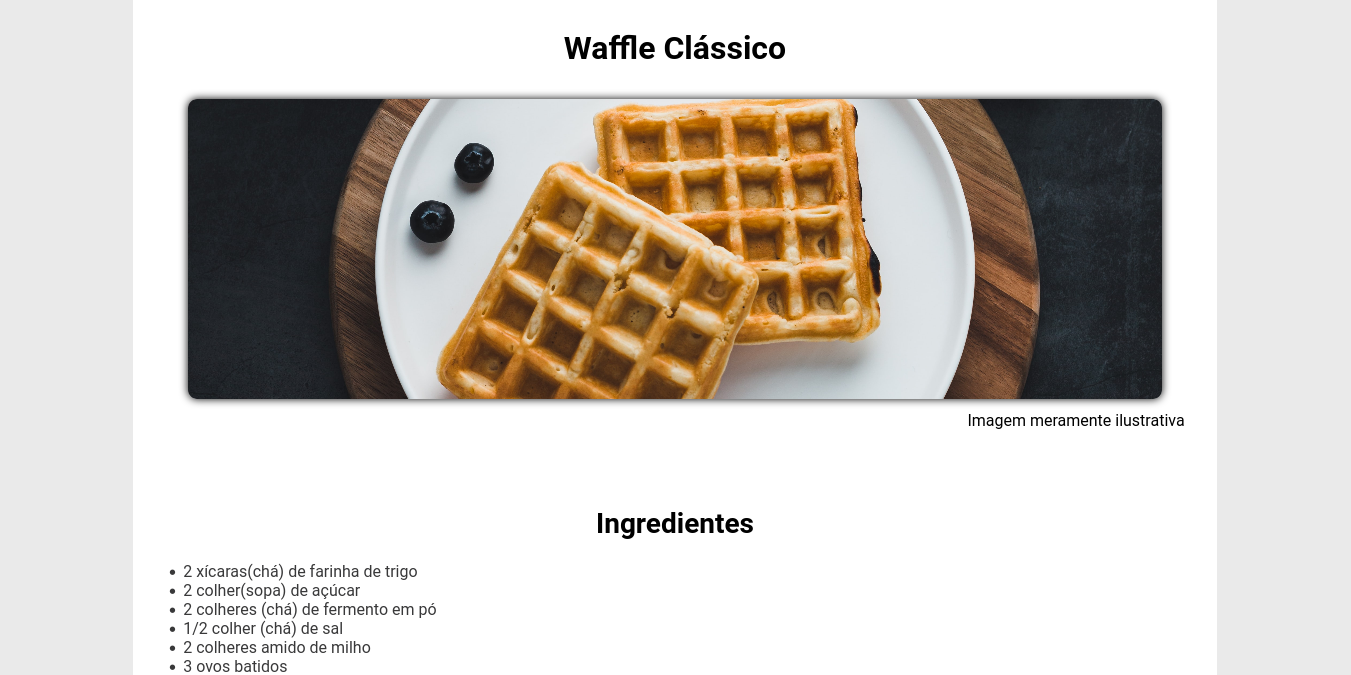 Waffle Clássico
Imagem meramente ilustrativa
Ingredientes
• 2 xícaras(chá) de farinha de trigo
• 2 colher(sopa) de açúcar
• 2 colheres (chá) de fermento em pó
• 1/2 colher (chá) de sal
• 2 colheres amido de milho
• 3 ovos batidos